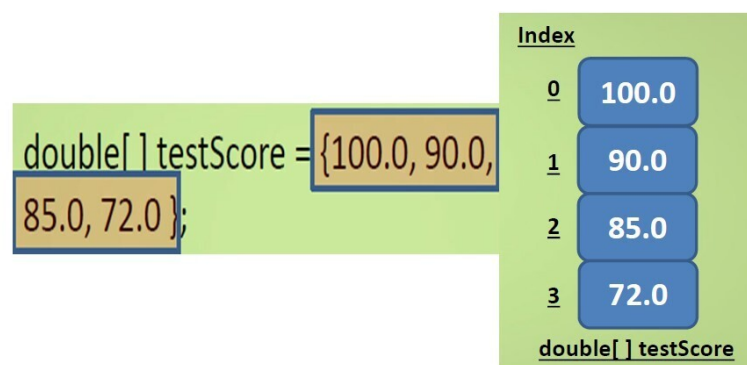 double[ ] testScore = {100.0, 90.0,
85.0, 72.0 };
Index
0 100.0
1 90.0
2 85.0
3 72.0
double[ ] testScore